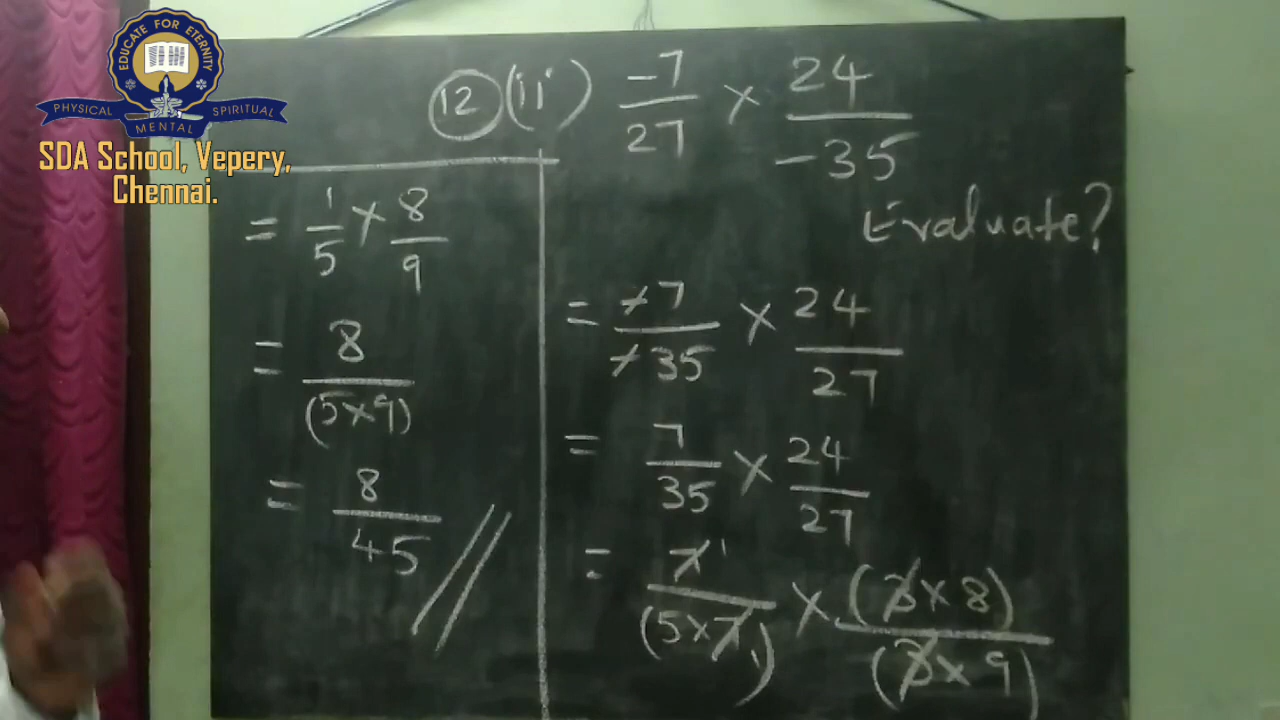 EDUCATE FOR ETERNITY
PHYSICAL MENTAL SPIRITUAL
SDA School, Vepery,
Chennai.
12 (ii) -7/27 × 24/-35
Evaluate?
= -7/-35 × 24/27
= 7/35 × 24/27
= 7 1/(5×7 1) × (3×8)/(3×9)
= 1/5 × 8/9
= 8/(5×9)
= 8/45 //